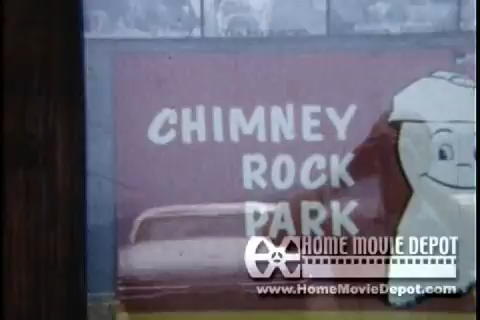 CHIMNEY
ROCK
PARK
HOME MOVIE DEPOT
www.HomeMovieDepot.com